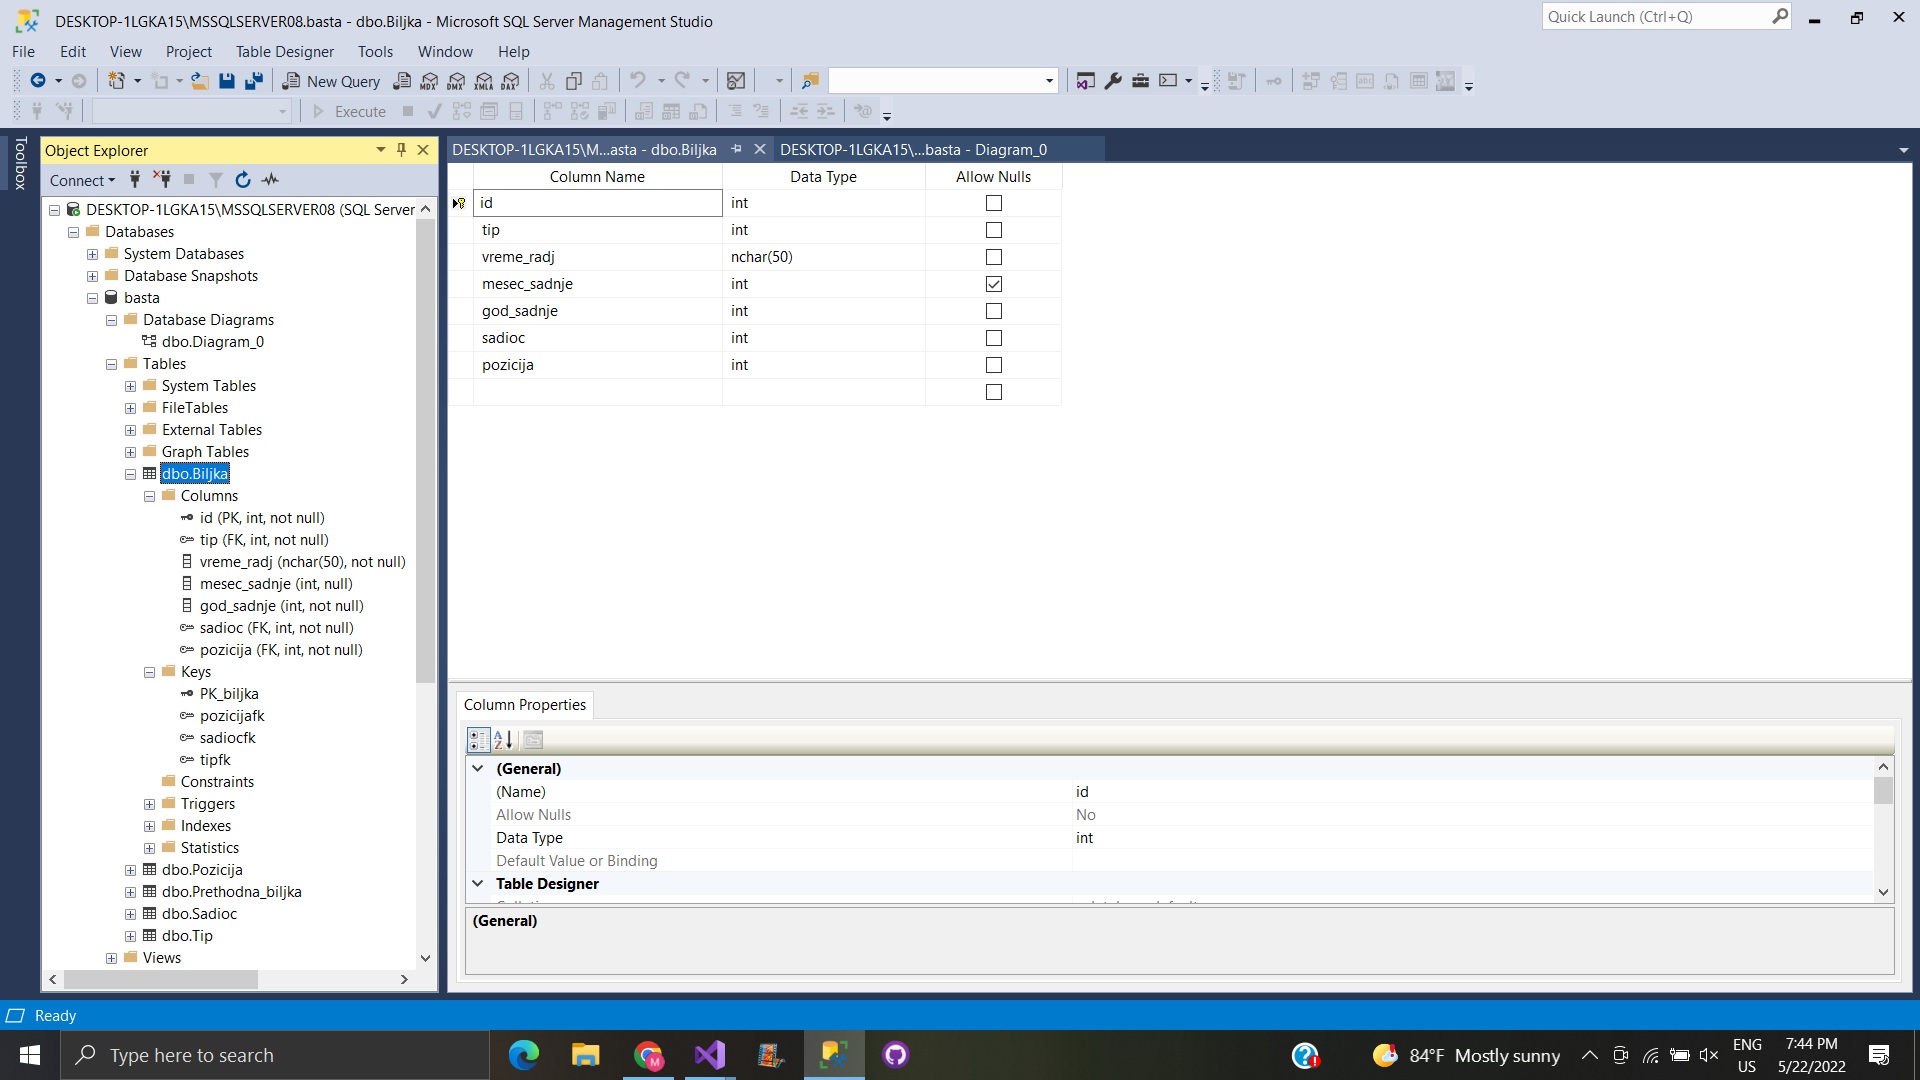 DESKTOP-1LGKA15\MSSQLSERVER08.basta - dbo.Biljka - Microsoft SQL Server Management Studio
Quick Launch (Ctrl+Q)
File Edit View Project Table Designer Tools Window Help
New Query MDX DMX XMLA DAX
Execute
Toolbox
Object Explorer
Connect
DESKTOP-1LGKA15\MSSQLSERVER08 (SQL Server
Databases
System Databases
Database Snapshots
basta
Database Diagrams
dbo.Diagram_0
Tables
System Tables
FileTables
External Tables
Graph Tables
dbo.Biljka
Columns
id (PK, int, not null)
tip (FK, int, not null)
vreme_radj (nchar(50), not null)
mesec_sadnje (int, null)
god_sadnje (int, not null)
sadioc (FK, int, not null)
pozicija (FK, int, not null)
Keys
PK_biljka
pozicijafk
sadiocfk
tipfk
Constraints
Triggers
Indexes
Statistics
dbo.Pozicija
dbo.Prethodna_biljka
dbo.Sadioc
dbo.Tip
Views
DESKTOP-1LGKA15\M...asta - dbo.Biljka
DESKTOP-1LGKA15\...basta - Diagram_0
Column Name Data Type Allow Nulls
id int
tip int
vreme_radj nchar(50)
mesec_sadnje int
god_sadnje int
sadioc int
pozicija int
Column Properties
(General)
(Name) id
Allow Nulls No
Data Type int
Default Value or Binding
Table Designer
(General)
Ready
Type here to search
84°F Mostly sunny
ENG
US
7:44 PM
5/22/2022